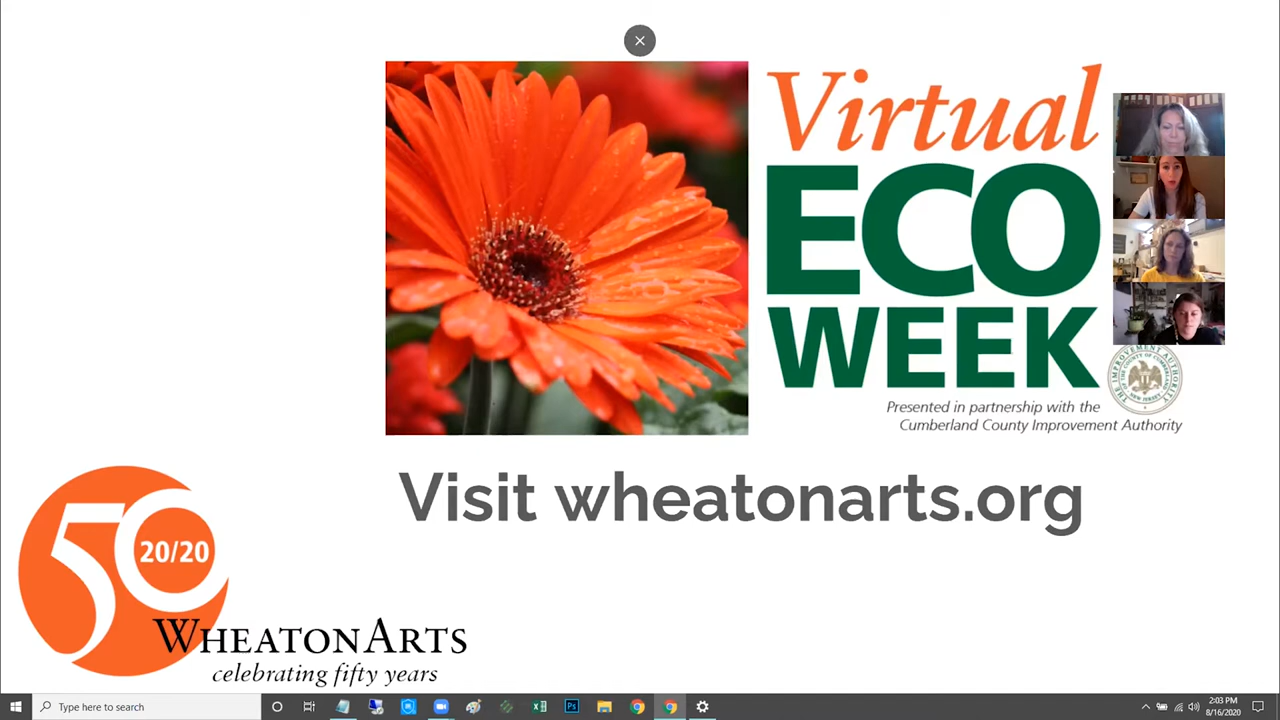 Virtual
ECO
WEEK
Presented in partnership with the
Cumberland County Improvement Authority
Visit wheatonarts.org
50
20/20
WHEATONARTS
celebrating fifty years
Type here to search
2:03 PM
8/16/2020